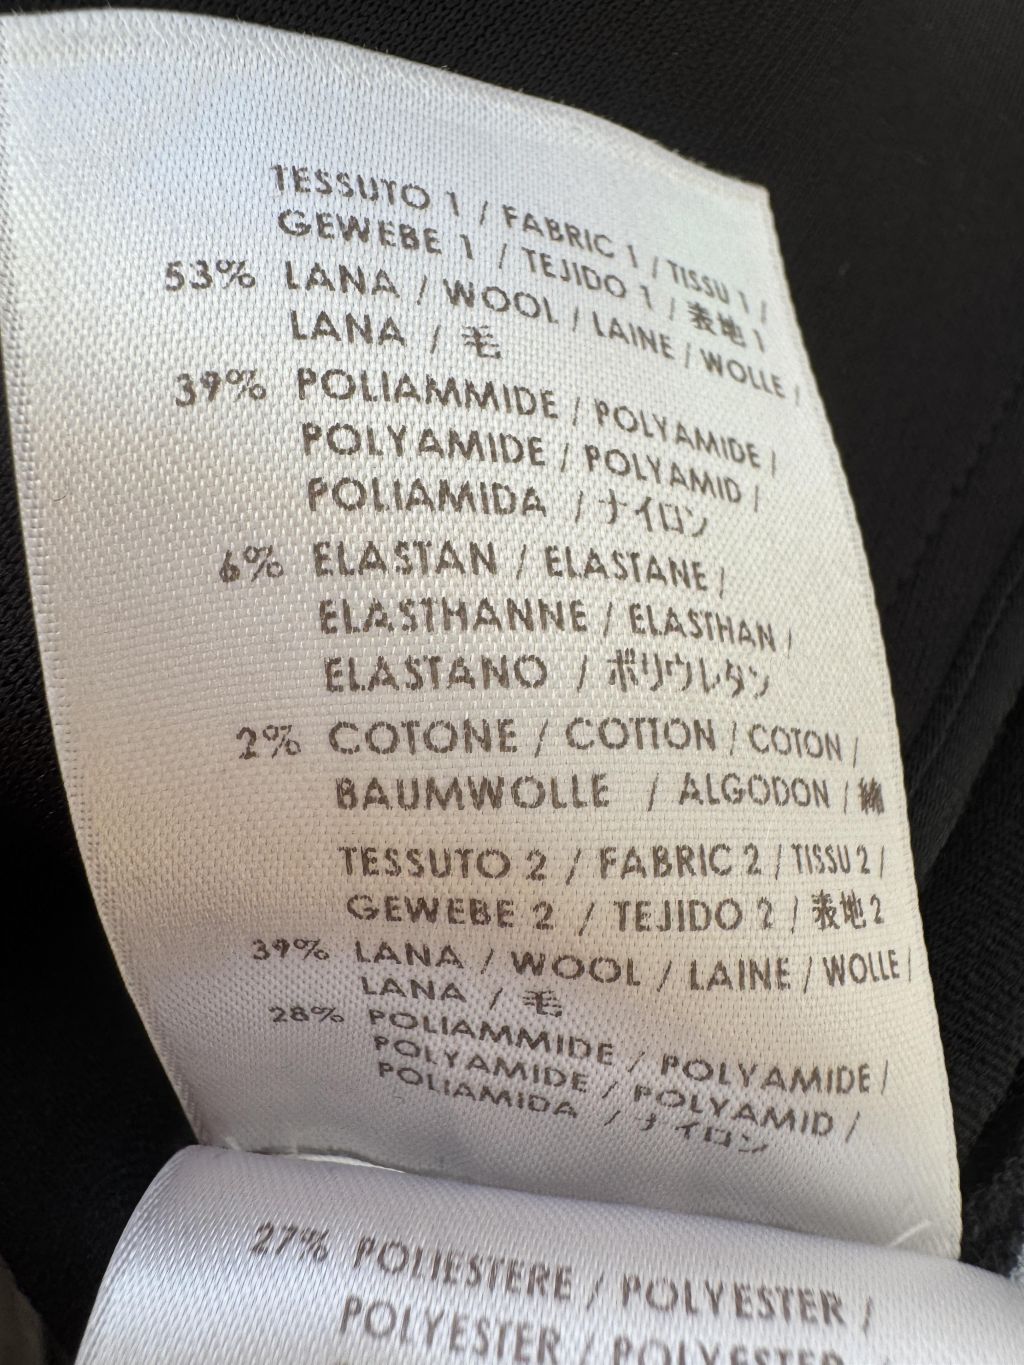 TESSUTO 1 / FABRIC 1 / TISSU 1 /
GEWEBE 1 / TEJIDO 1 / 表地 1
53% LANA / WOOL / LAINE / WOLLE /
LANA / 毛
39% POLIAMMIDE / POLYAMIDE /
POLYAMIDE / POLYAMID /
POLIAMIDA / ナイロン
6% ELASTAN / ELASTANE /
ELASTHANNE / ELASTHAN /
ELASTANO / ポリウレタン
2% COTONE / COTTON / COTON /
BAUMWOLLE / ALGODON / 綿
TESSUTO 2 / FABRIC 2 / TISSU 2 /
GEWEBE 2 / TEJIDO 2 / 表地 2
39% LANA / WOOL / LAINE / WOLLE /
LANA / 毛
28% POLIAMMIDE / POLYAMIDE /
POLYAMIDE / POLYAMID /
POLIAMIDA / ナイロン
27% POLIESTERE / POLYESTER /
POLYESTER / POLYESTER